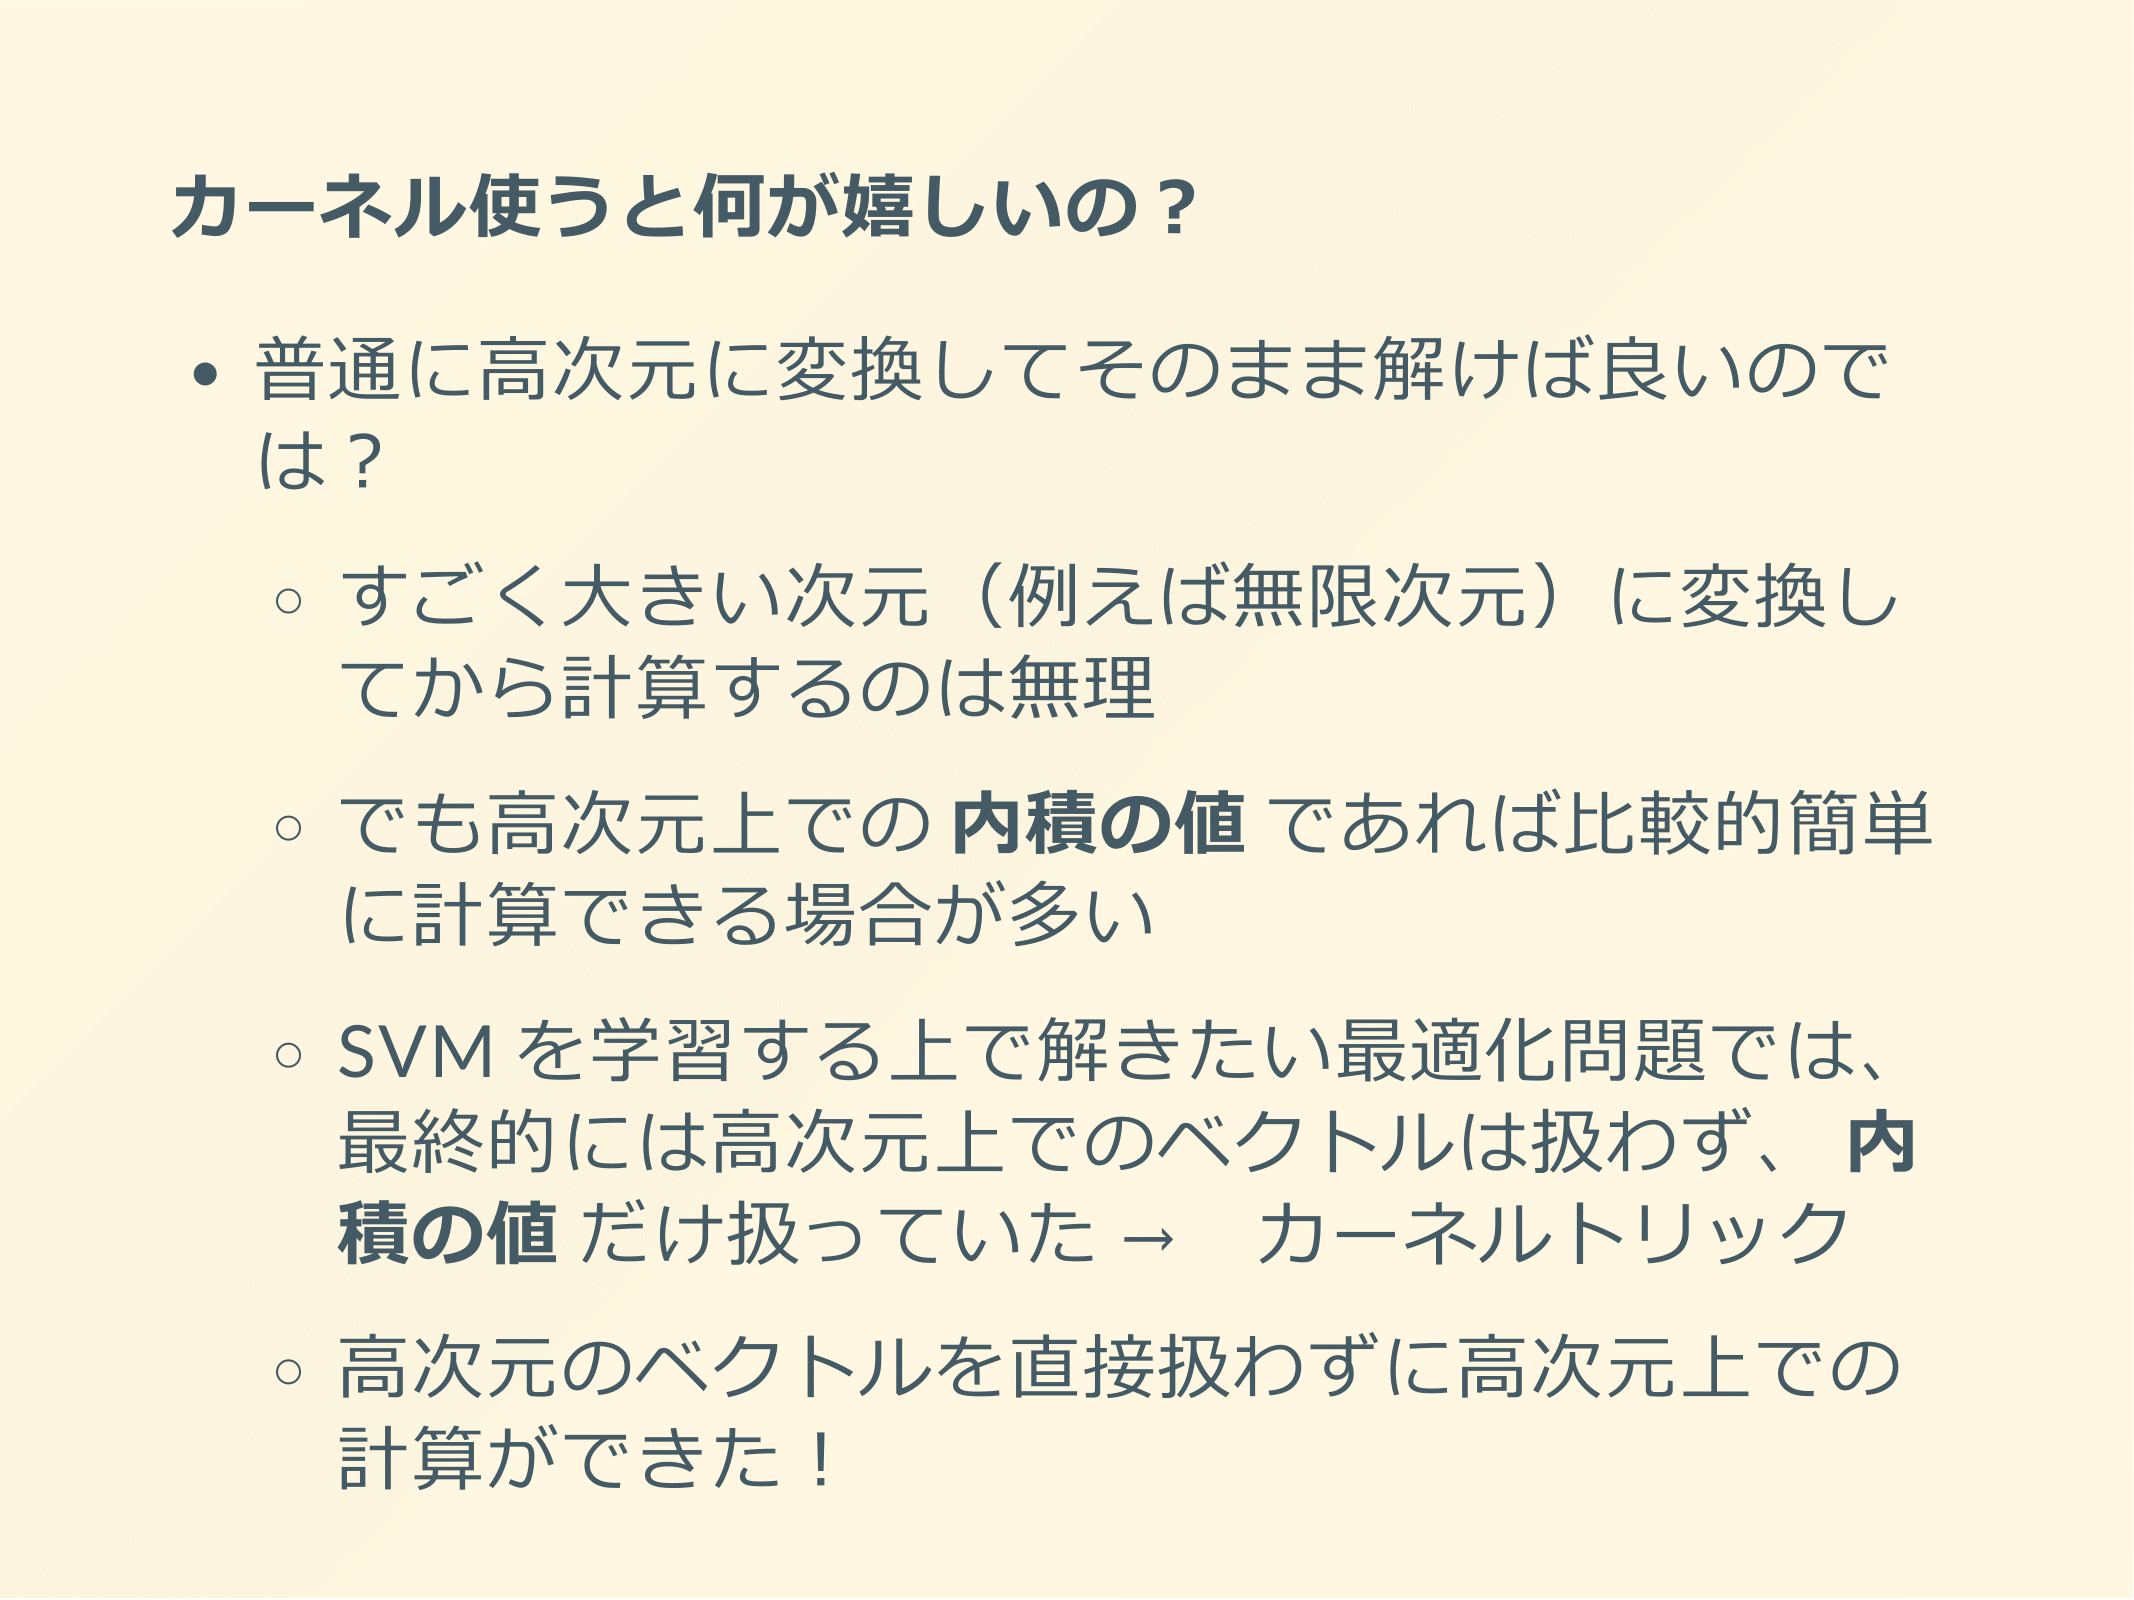 カーネル使うと何が嬉しいの？
• 普通に高次元に変換してそのまま解けば良いので
は？
○ すごく大きい次元（例えば無限次元）に変換し
てから計算するのは無理
○ でも高次元上での 内積の値 であれば比較的簡単
に計算できる場合が多い
○ SVM を学習する上で解きたい最適化問題では、
最終的には高次元上でのベクトルは扱わず、 内
積の値 だけ扱っていた →　カーネルトリック
○ 高次元のベクトルを直接扱わずに高次元上での
計算ができた！